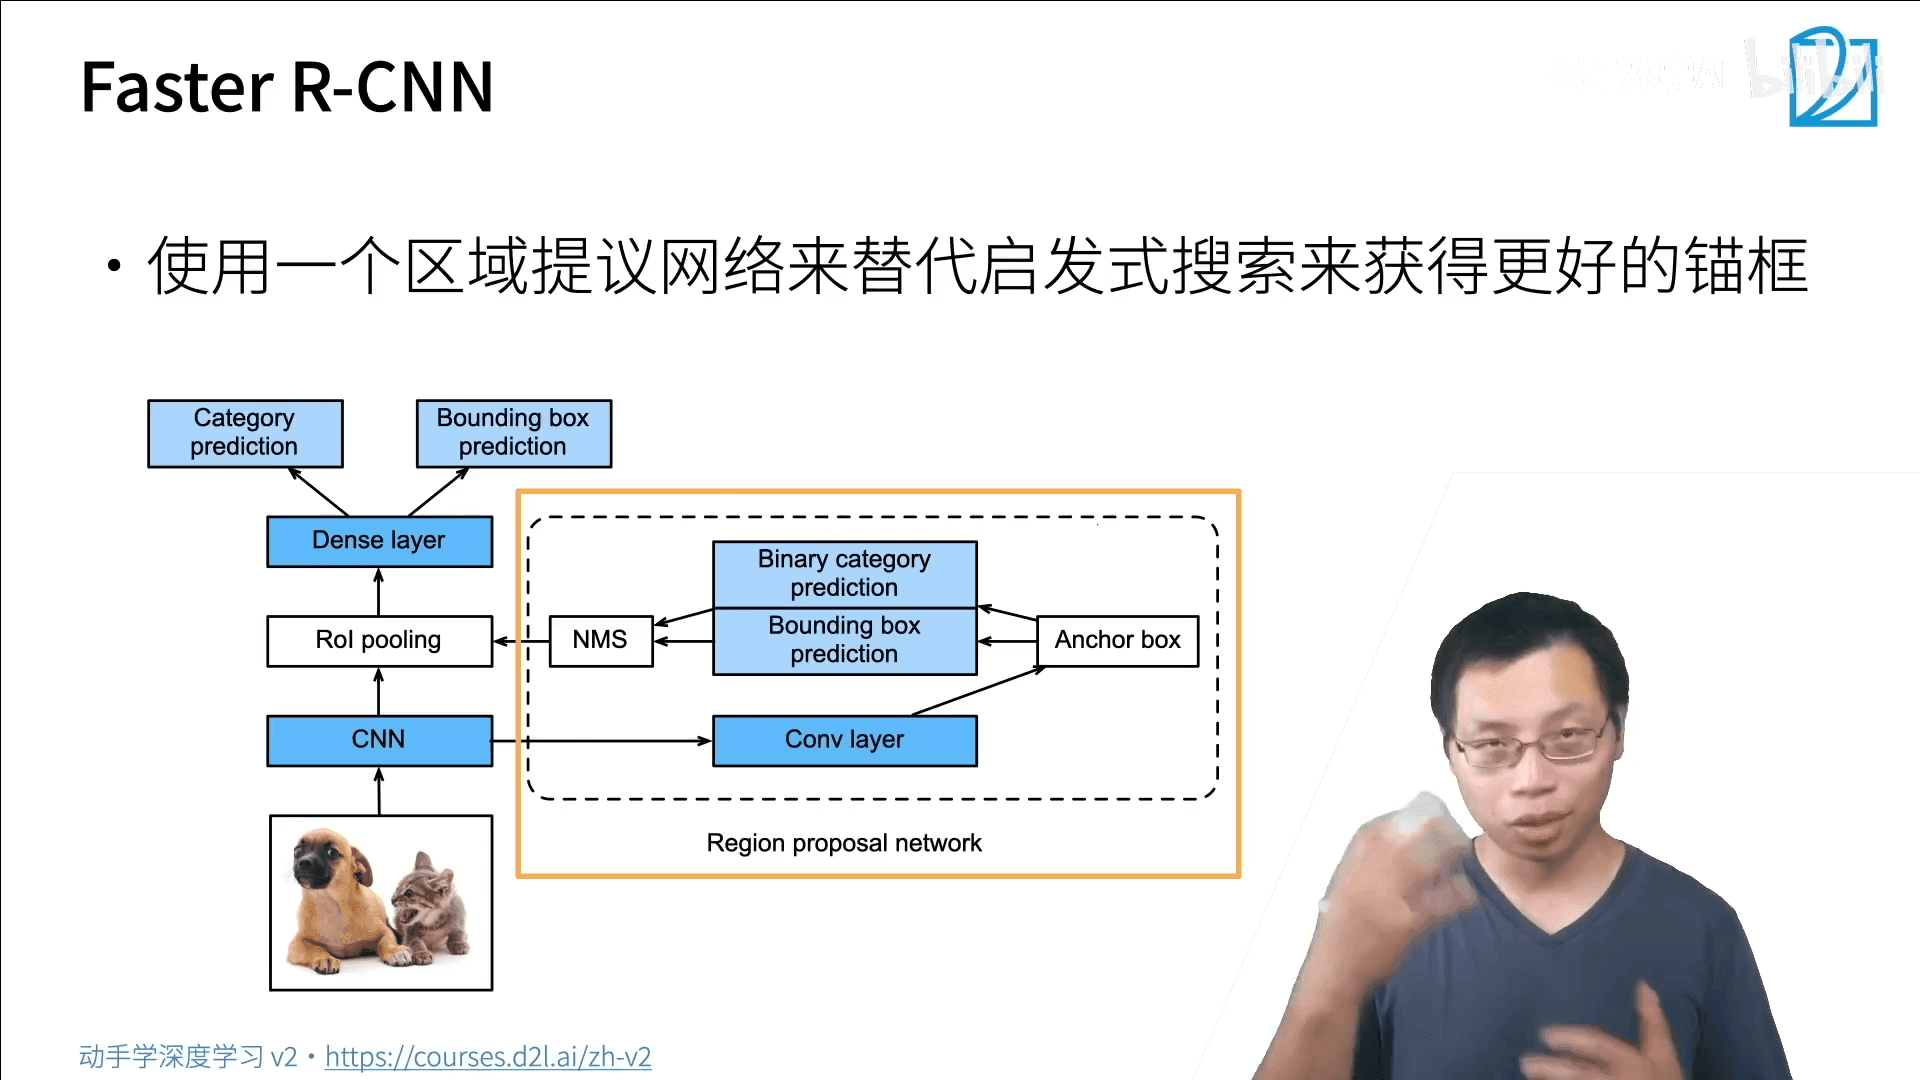 Faster R-CNN
bilibili
• 使用一个区域提议网络来替代启发式搜索来获得更好的锚框
Category
prediction
Bounding box
prediction
Dense layer
Binary category
prediction
RoI pooling
NMS
Bounding box
prediction
Anchor box
CNN
Conv layer
Region proposal network
动手学深度学习 v2 • https://courses.d2l.ai/zh-v2